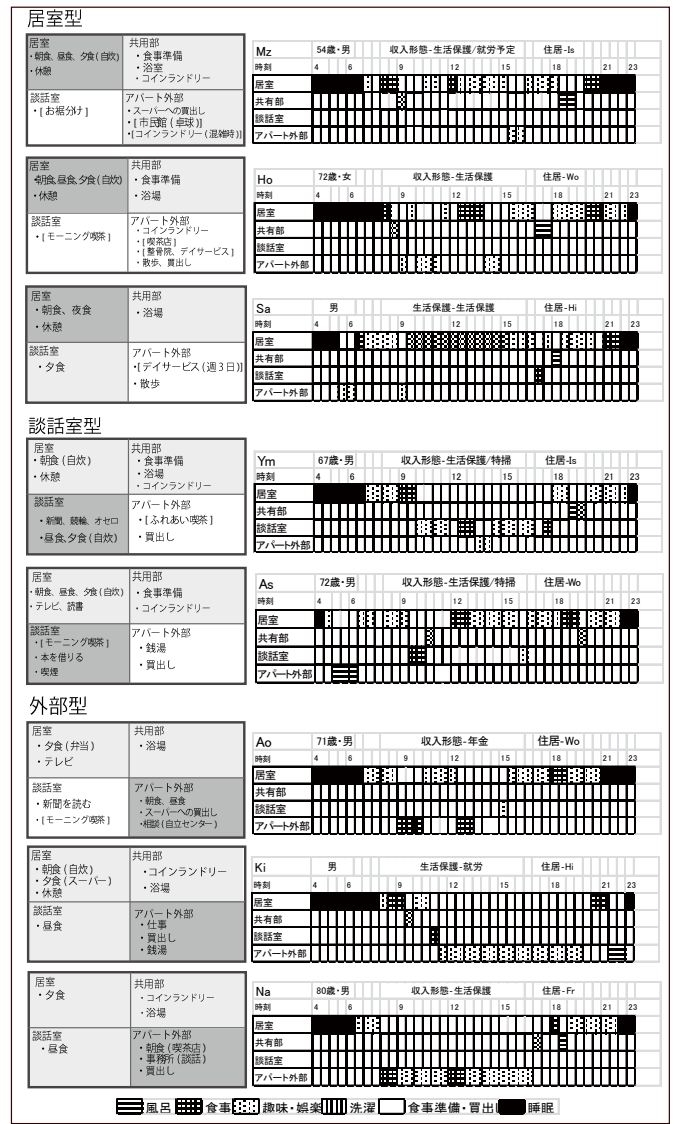 居室型
居室
・朝食、昼食、夕食(自炊)
・休憩
共用部
・食事準備
・浴室
・コインランドリー
談話室
・[お裾分け]
アパート外部
・スーパーへの買出し
・[市民館(卓球)]
・[コインランドリー(混雑時)]
Mz 54歳・男 収入形態-生活保護/就労予定 住居-Is
時刻 4 6 9 12 15 18 21 23
居室
共有部
談話室
アパート外部
居室
・朝食,昼食,夕食(自炊)
・休憩
共用部
・食事準備
・浴場
談話室
・[モーニング喫茶]
アパート外部
・コインランドリー
・[喫茶店]
・[整骨院、デイサービス]
・散歩、買出し
Ho 72歳・女 収入形態-生活保護 住居-Wo
時刻 4 6 9 12 15 18 21 23
居室
共有部
談話室
アパート外部
居室
・朝食、夜食
・休憩
共用部
・浴場
談話室
・夕食
アパート外部
・[デイサービス(週3日)]
・散歩
Sa 男 生活保護-生活保護 住居-Hi
時刻 4 6 9 12 15 18 21 23
居室
共有部
談話室
アパート外部
談話室型
居室
・朝食(自炊)
・休憩
共用部
・食事準備
・浴場
・コインランドリー
談話室
・新聞、競輪、オセロ
・昼食,夕食(自炊)
アパート外部
・[ふれあい喫茶]
・買出し
Ym 67歳・男 収入形態-生活保護/特掃 住居-Is
時刻 4 6 9 12 15 18 21 23
居室
共有部
談話室
アパート外部
居室
・朝食、昼食、夕食(自炊)
・テレビ、読書
共用部
・食事準備
・コインランドリー
談話室
・[モーニング喫茶]
・本を借りる
・喫煙
アパート外部
・銭湯
・買出し
As 72歳・男 収入形態-生活保護/特掃 住居-Wo
時刻 4 6 9 12 15 18 21 23
居室
共有部
談話室
アパート外部
外部型
居室
・夕食(弁当)
・テレビ
共用部
・浴場
談話室
・新聞を読む
・[モーニング喫茶]
アパート外部
・朝食、昼食
・スーパーへの買出し
・相談(自立センター)
Ao 71歳・男 収入形態-年金 住居-Wo
時刻 4 6 9 12 15 18 21 23
居室
共有部
談話室
アパート外部
居室
・朝食(自炊)
・夕食(スーパー)
・休憩
共用部
・コインランドリー
・浴場
談話室
・昼食
アパート外部
・仕事
・買出し
・銭湯
Ki 男 生活保護-就労 住居-Hi
時刻 4 6 9 12 15 18 21 23
居室
共有部
談話室
アパート外部
居室
・夕食
共用部
・コインランドリー
・浴場
談話室
・昼食
アパート外部
・朝食(喫茶店)
・事務所(談話)
・買出し
Na 80歳・男 収入形態-生活保護 住居-Fr
時刻 4 6 9 12 15 18 21 23
居室
共有部
談話室
アパート外部
風呂 食事 趣味・娯楽 洗濯 食事準備・買出し 睡眠